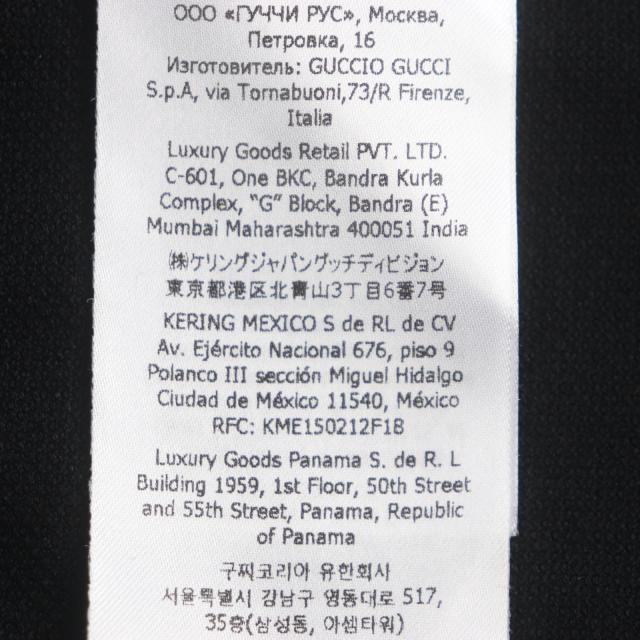 ООО «ГУЧЧИ РУС», Москва,
Петровка, 16
Изготовитель: GUCCIO GUCCI
S.p.A, via Tornabuoni,73/R Firenze,
Italia
Luxury Goods Retail PVT. LTD.
C-601, One BKC, Bandra Kurla
Complex, “G” Block, Bandra (E)
Mumbai Maharashtra 400051 India
㈱ケリングジャパングッチディビジョン
東京都港区北青山3丁目6番7号
KERING MEXICO S de RL de CV
Av. Ejército Nacional 676, piso 9
Polanco III sección Miguel Hidalgo
Ciudad de México 11540, México
RFC: KME150212F18
Luxury Goods Panama S. de R. L
Building 1959, 1st Floor, 50th Street
and 55th Street, Panama, Republic
of Panama
구찌코리아 유한회사
서울특별시 강남구 영동대로 517,
35층(삼성동, 아셈타워)